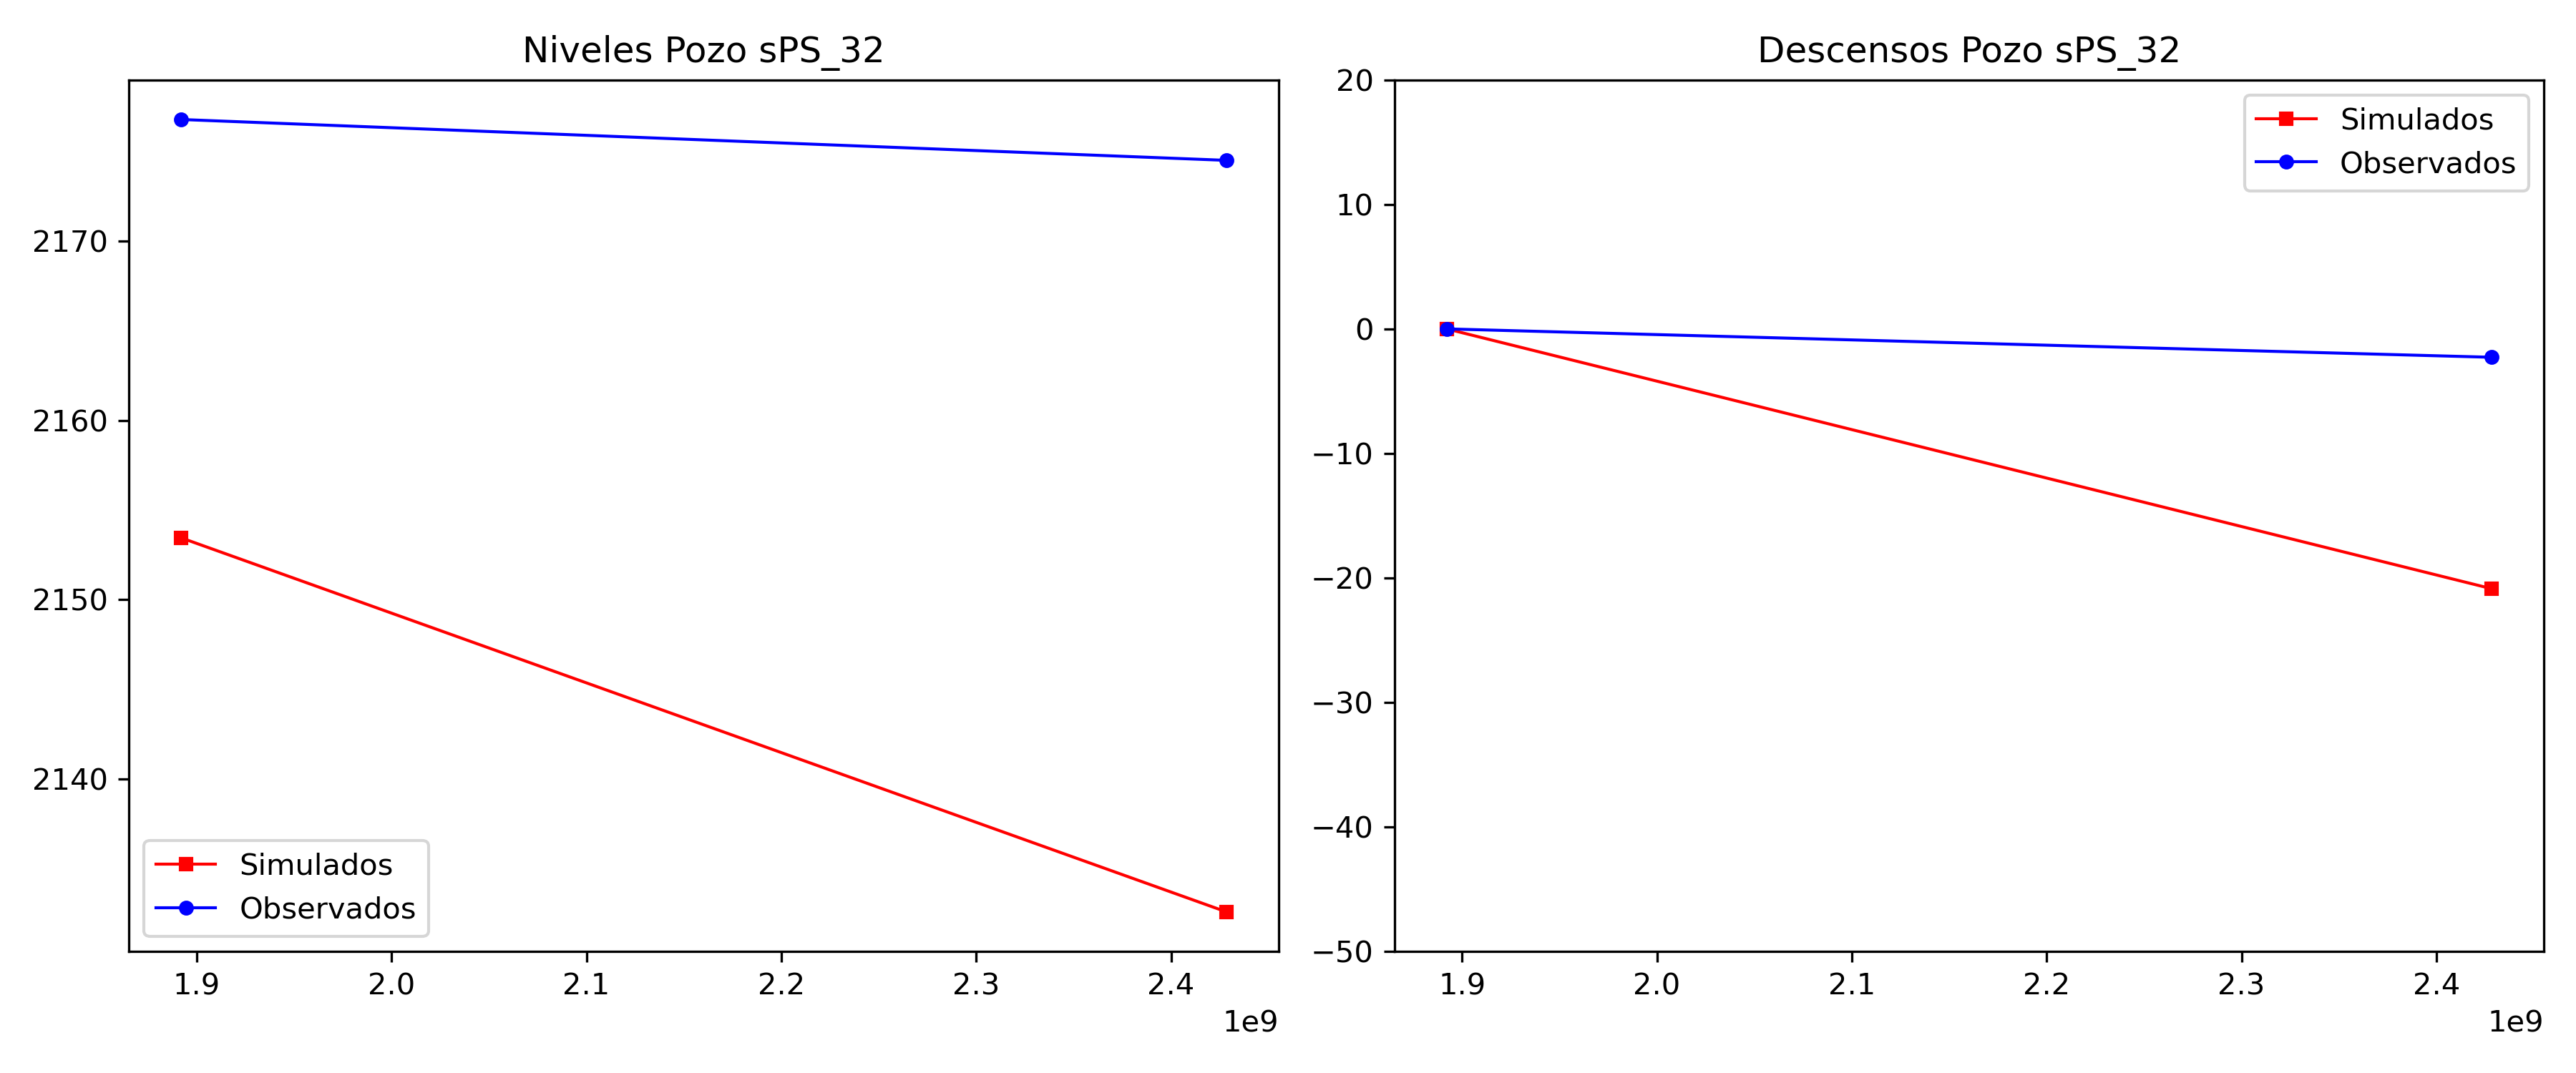 Niveles Pozo sPS_32
2170
2160
2150
2140
Simulados
Observados
1.9 2.0 2.1 2.2 2.3 2.4
1e9
Descensos Pozo sPS_32
20
10
0
−10
−20
−30
−40
−50
Simulados
Observados
1.9 2.0 2.1 2.2 2.3 2.4
1e9